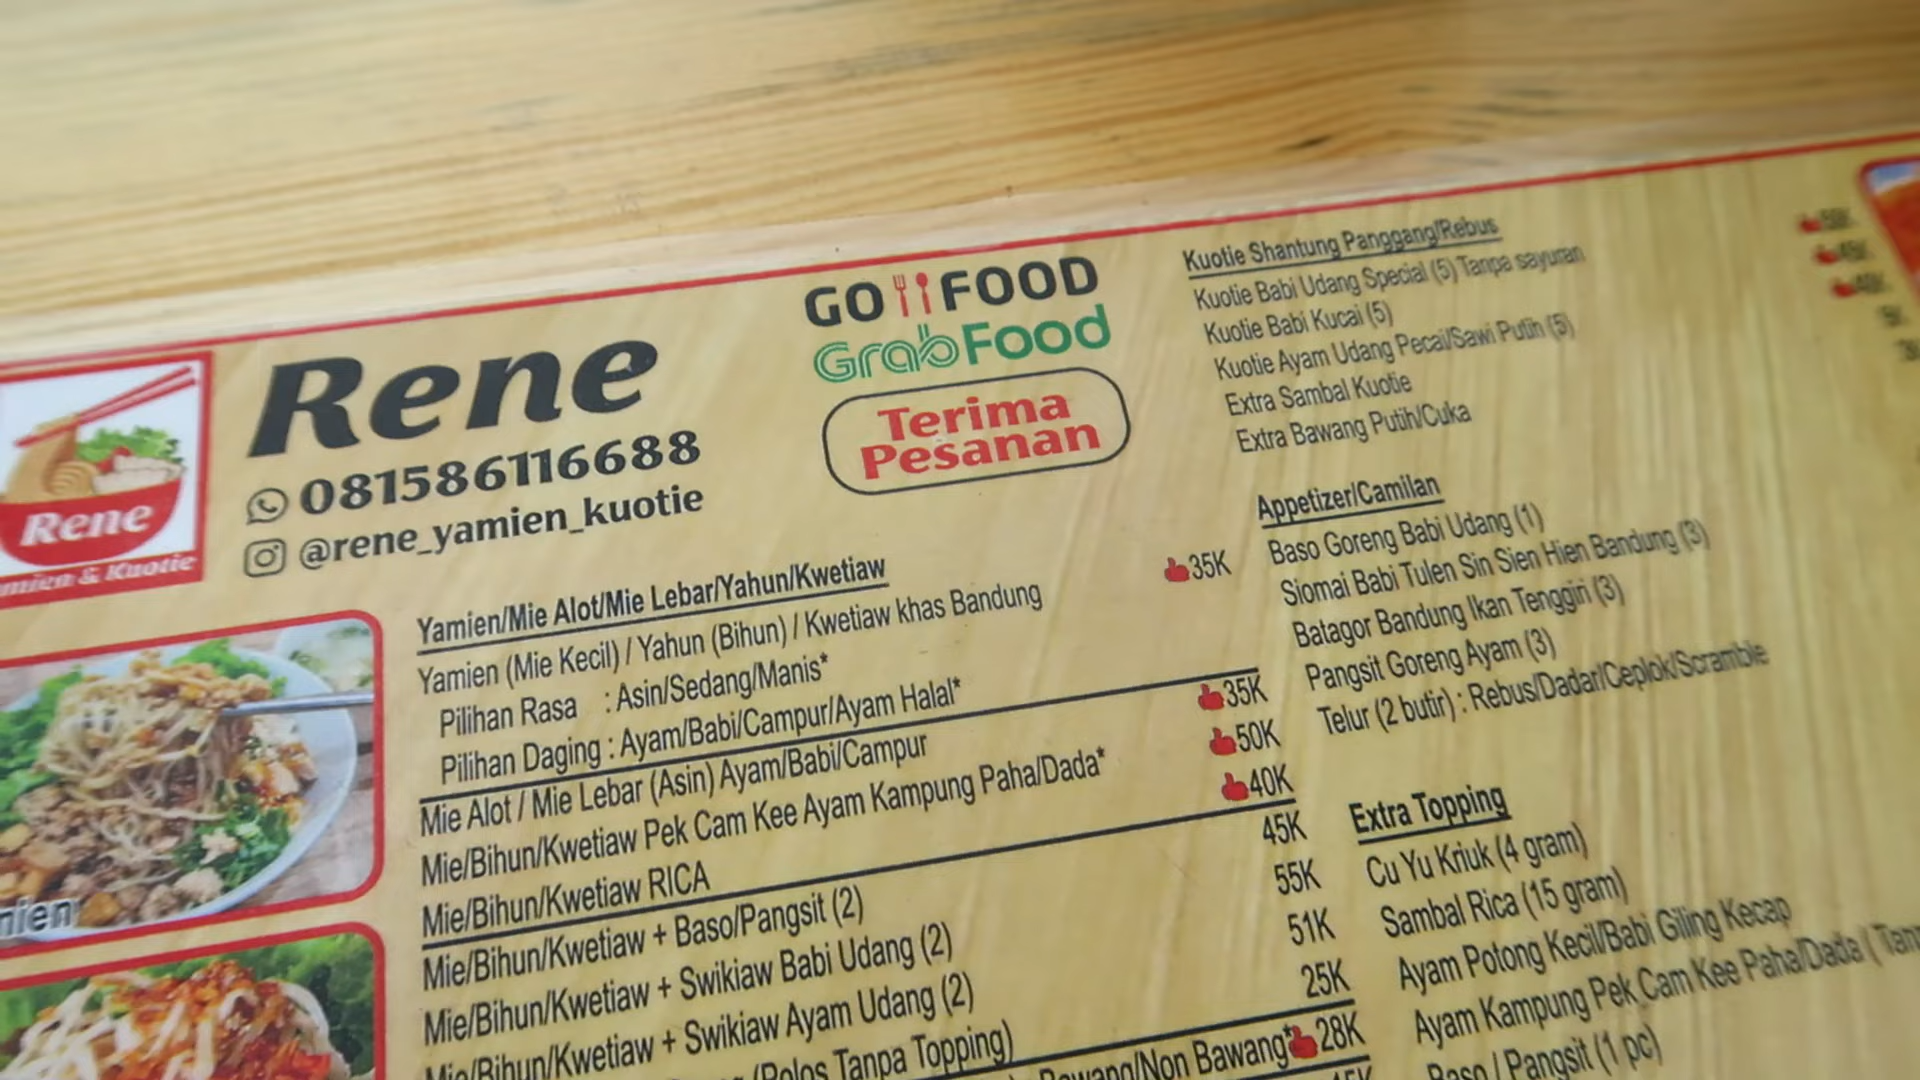 Rene
Yamien & Kuotie
Rene
081586116688
@rene_yamien_kuotie
GO FOOD
GrabFood
Terima
Pesanan
Yamien/Mie Alot/Mie Lebar/Yahun/Kwetiaw
Yamien (Mie Kecil) / Yahun (Bihun) / Kwetiaw khas Bandung 35K
Pilihan Rasa : Asin/Sedang/Manis*
Pilihan Daging : Ayam/Babi/Campur/Ayam Halal*
Mie Alot / Mie Lebar (Asin) Ayam/Babi/Campur 35K
Mie/Bihun/Kwetiaw Pek Cam Kee Ayam Kampung Paha/Dada* 50K
Mie/Bihun/Kwetiaw RICA 40K
Mie/Bihun/Kwetiaw + Baso/Pangsit (2) 45K
Mie/Bihun/Kwetiaw + Swikiaw Babi Udang (2) 55K
Mie/Bihun/Kwetiaw + Swikiaw Ayam Udang (2) 51K
(Polos Tanpa Topping) 25K
Bawang/Non Bawang* 28K
15K
mien
Kuotie Shantung Panggang/Rebus
Kuotie Babi Udang Special (5) Tanpa sayuran
Kuotie Babi Kucai (5)
Kuotie Ayam Udang Pecai/Sawi Putih (5)
Extra Sambal Kuotie
Extra Bawang Putih/Cuka
Appetizer/Camilan
Baso Goreng Babi Udang (1)
Siomai Babi Tulen Sin Sien Hien Bandung (3)
Batagor Bandung Ikan Tenggiri (3)
Pangsit Goreng Ayam (3)
Telur (2 butir) : Rebus/Dadar/Ceplok/Scramble
Extra Topping
Cu Yu Kriuk (4 gram)
Sambal Rica (15 gram)
Ayam Potong Kecil/Babi Giling Kecap
Ayam Kampung Pek Cam Kee Paha/Dada (
Baso / Pangsit (1 pc)